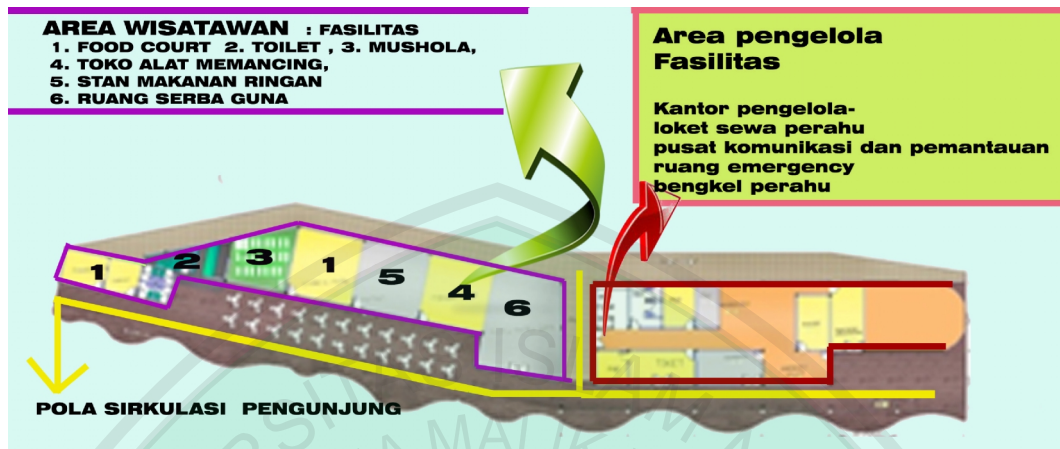 AREA WISATAWAN : FASILITAS
1. FOOD COURT 2. TOILET , 3. MUSHOLA,
4. TOKO ALAT MEMANCING,
5. STAN MAKANAN RINGAN
6. RUANG SERBA GUNA
Area pengelola
Fasilitas
Kantor pengelola-
loket sewa perahu
pusat komunikasi dan pemantauan
ruang emergency
bengkel perahu
1
2
3
1
5
4
6
POLA SIRKULASI PENGUNJUNG